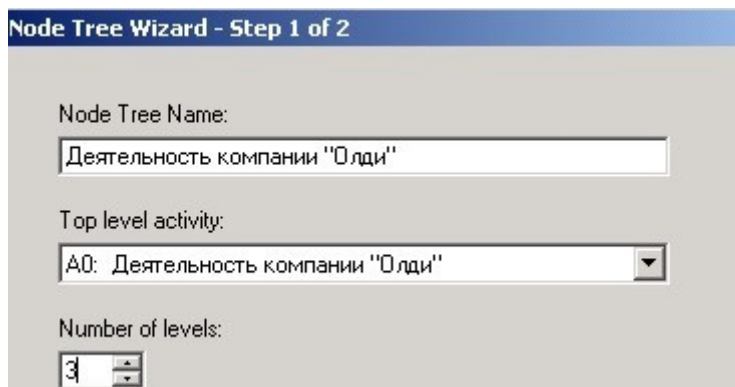 Node Tree Wizard - Step 1 of 2
Node Tree Name:
Деятельность компании "Олди"
Top level activity:
A0: Деятельность компании "Олди"
Number of levels:
3